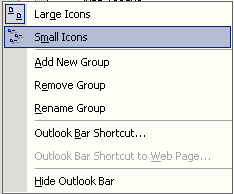 Large Icons
Small Icons
Add New Group
Remove Group
Rename Group
Outlook Bar Shortcut...
Outlook Bar Shortcut to Web Page...
Hide Outlook Bar